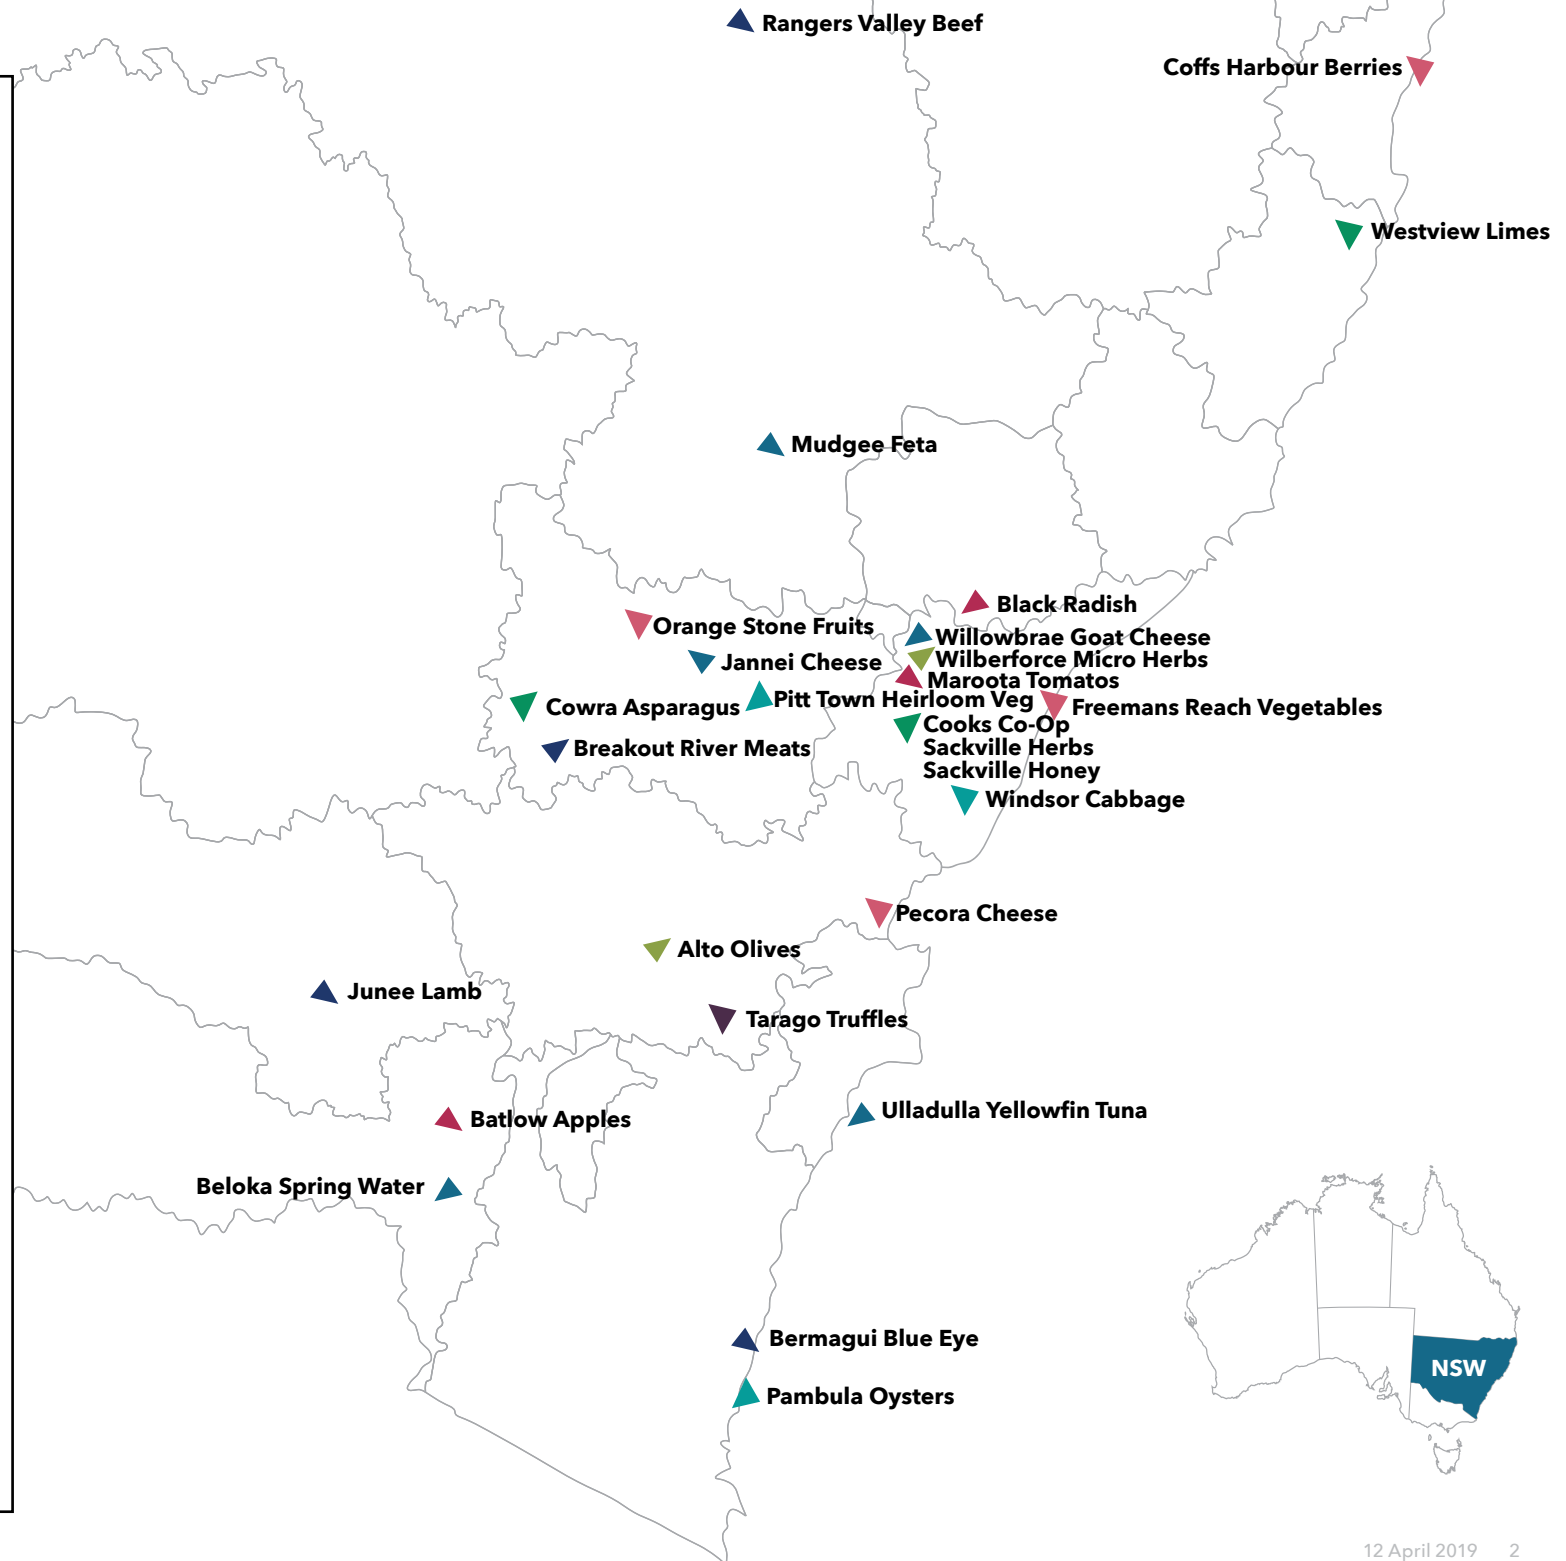 Rangers Valley Beef
Coffs Harbour Berries
Westview Limes
Mudgee Feta
Black Radish
Orange Stone Fruits
Willowbrae Goat Cheese
Jannei Cheese
Wilberforce Micro Herbs
Maroota Tomatos
Pitt Town Heirloom Veg
Cowra Asparagus
Freemans Reach Vegetables
Cooks Co-Op
Breakout River Meats
Sackville Herbs
Sackville Honey
Windsor Cabbage
Pecora Cheese
Alto Olives
Junee Lamb
Tarago Truffles
Batlow Apples
Ulladulla Yellowfin Tuna
Beloka Spring Water
Bermagui Blue Eye
NSW
Pambula Oysters
12 April 2019 2